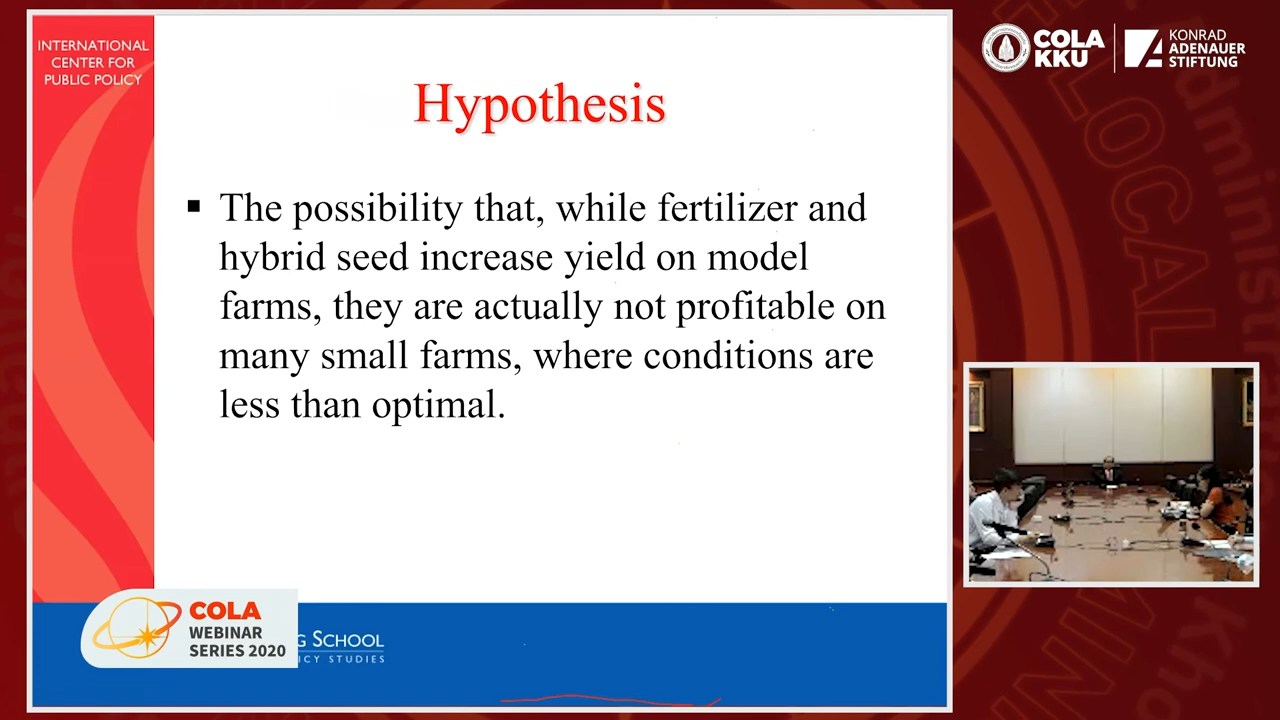 INTERNATIONAL
CENTER FOR
PUBLIC POLICY
Hypothesis
The possibility that, while fertilizer and
hybrid seed increase yield on model
farms, they are actually not profitable on
many small farms, where conditions are
less than optimal.
COLA
WEBINAR
SERIES 2020
G SCHOOL
ICY STUDIES
COLA
KKU
KONRAD
ADENAUER
STIFTUNG
LOCAL